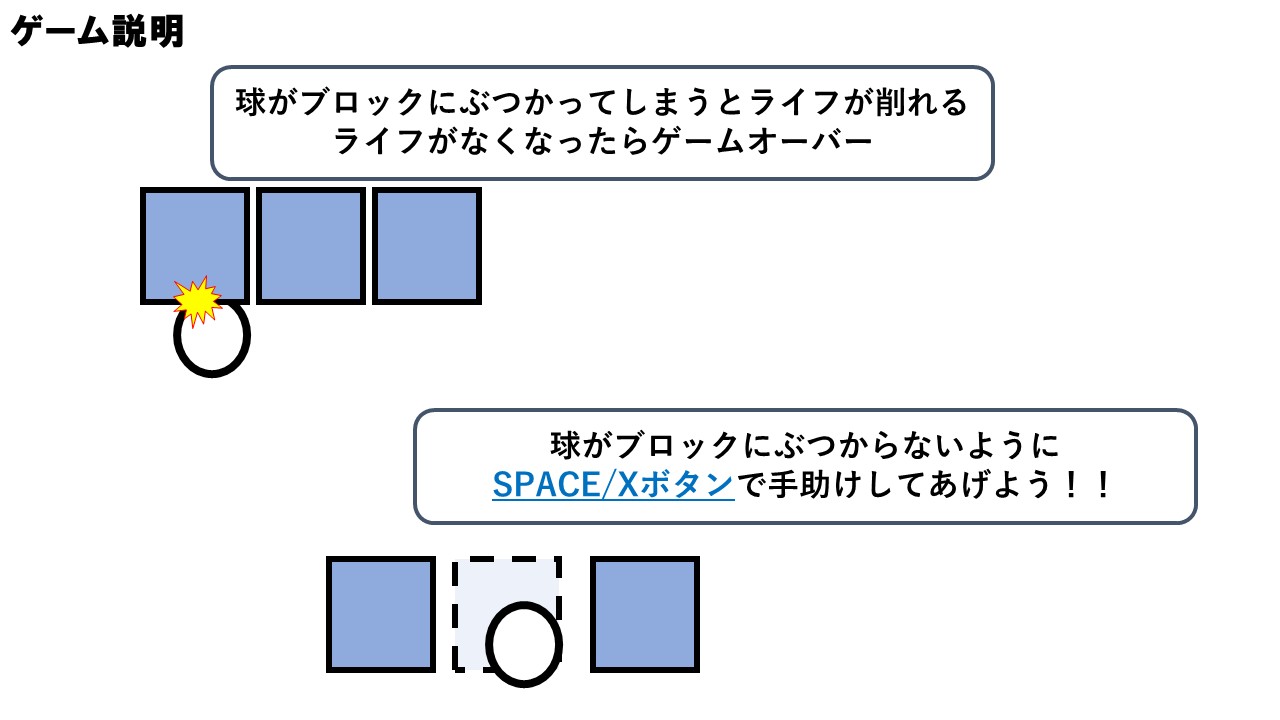 ゲーム説明
球がブロックにぶつかってしまうとライフが削れる
ライフがなくなったらゲームオーバー
球がブロックにぶつからないように
SPACE/Xボタンで手助けしてあげよう！！